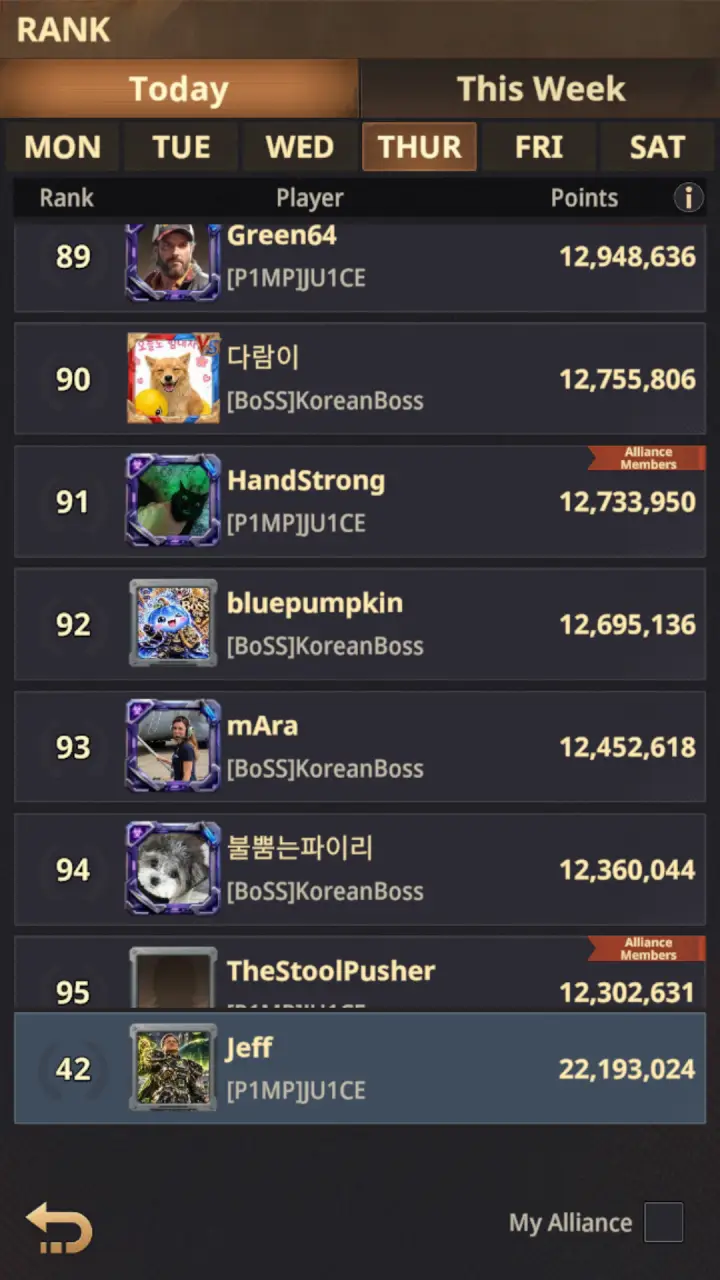 RANK
Today
This Week
MON
TUE
WED
THUR
FRI
SAT
Rank
Player
Points
i
89
Green64
[P1MP]JU1CE
12,948,636
90
다람이
[BoSS]KoreanBoss
12,755,806
Alliance
Members
91
HandStrong
[P1MP]JU1CE
12,733,950
92
bluepumpkin
[BoSS]KoreanBoss
12,695,136
93
mAra
[BoSS]KoreanBoss
12,452,618
94
불뿜는파이리
[BoSS]KoreanBoss
12,360,044
Alliance
Members
95
TheStoolPusher
12,302,631
42
Jeff
[P1MP]JU1CE
22,193,024
My Alliance